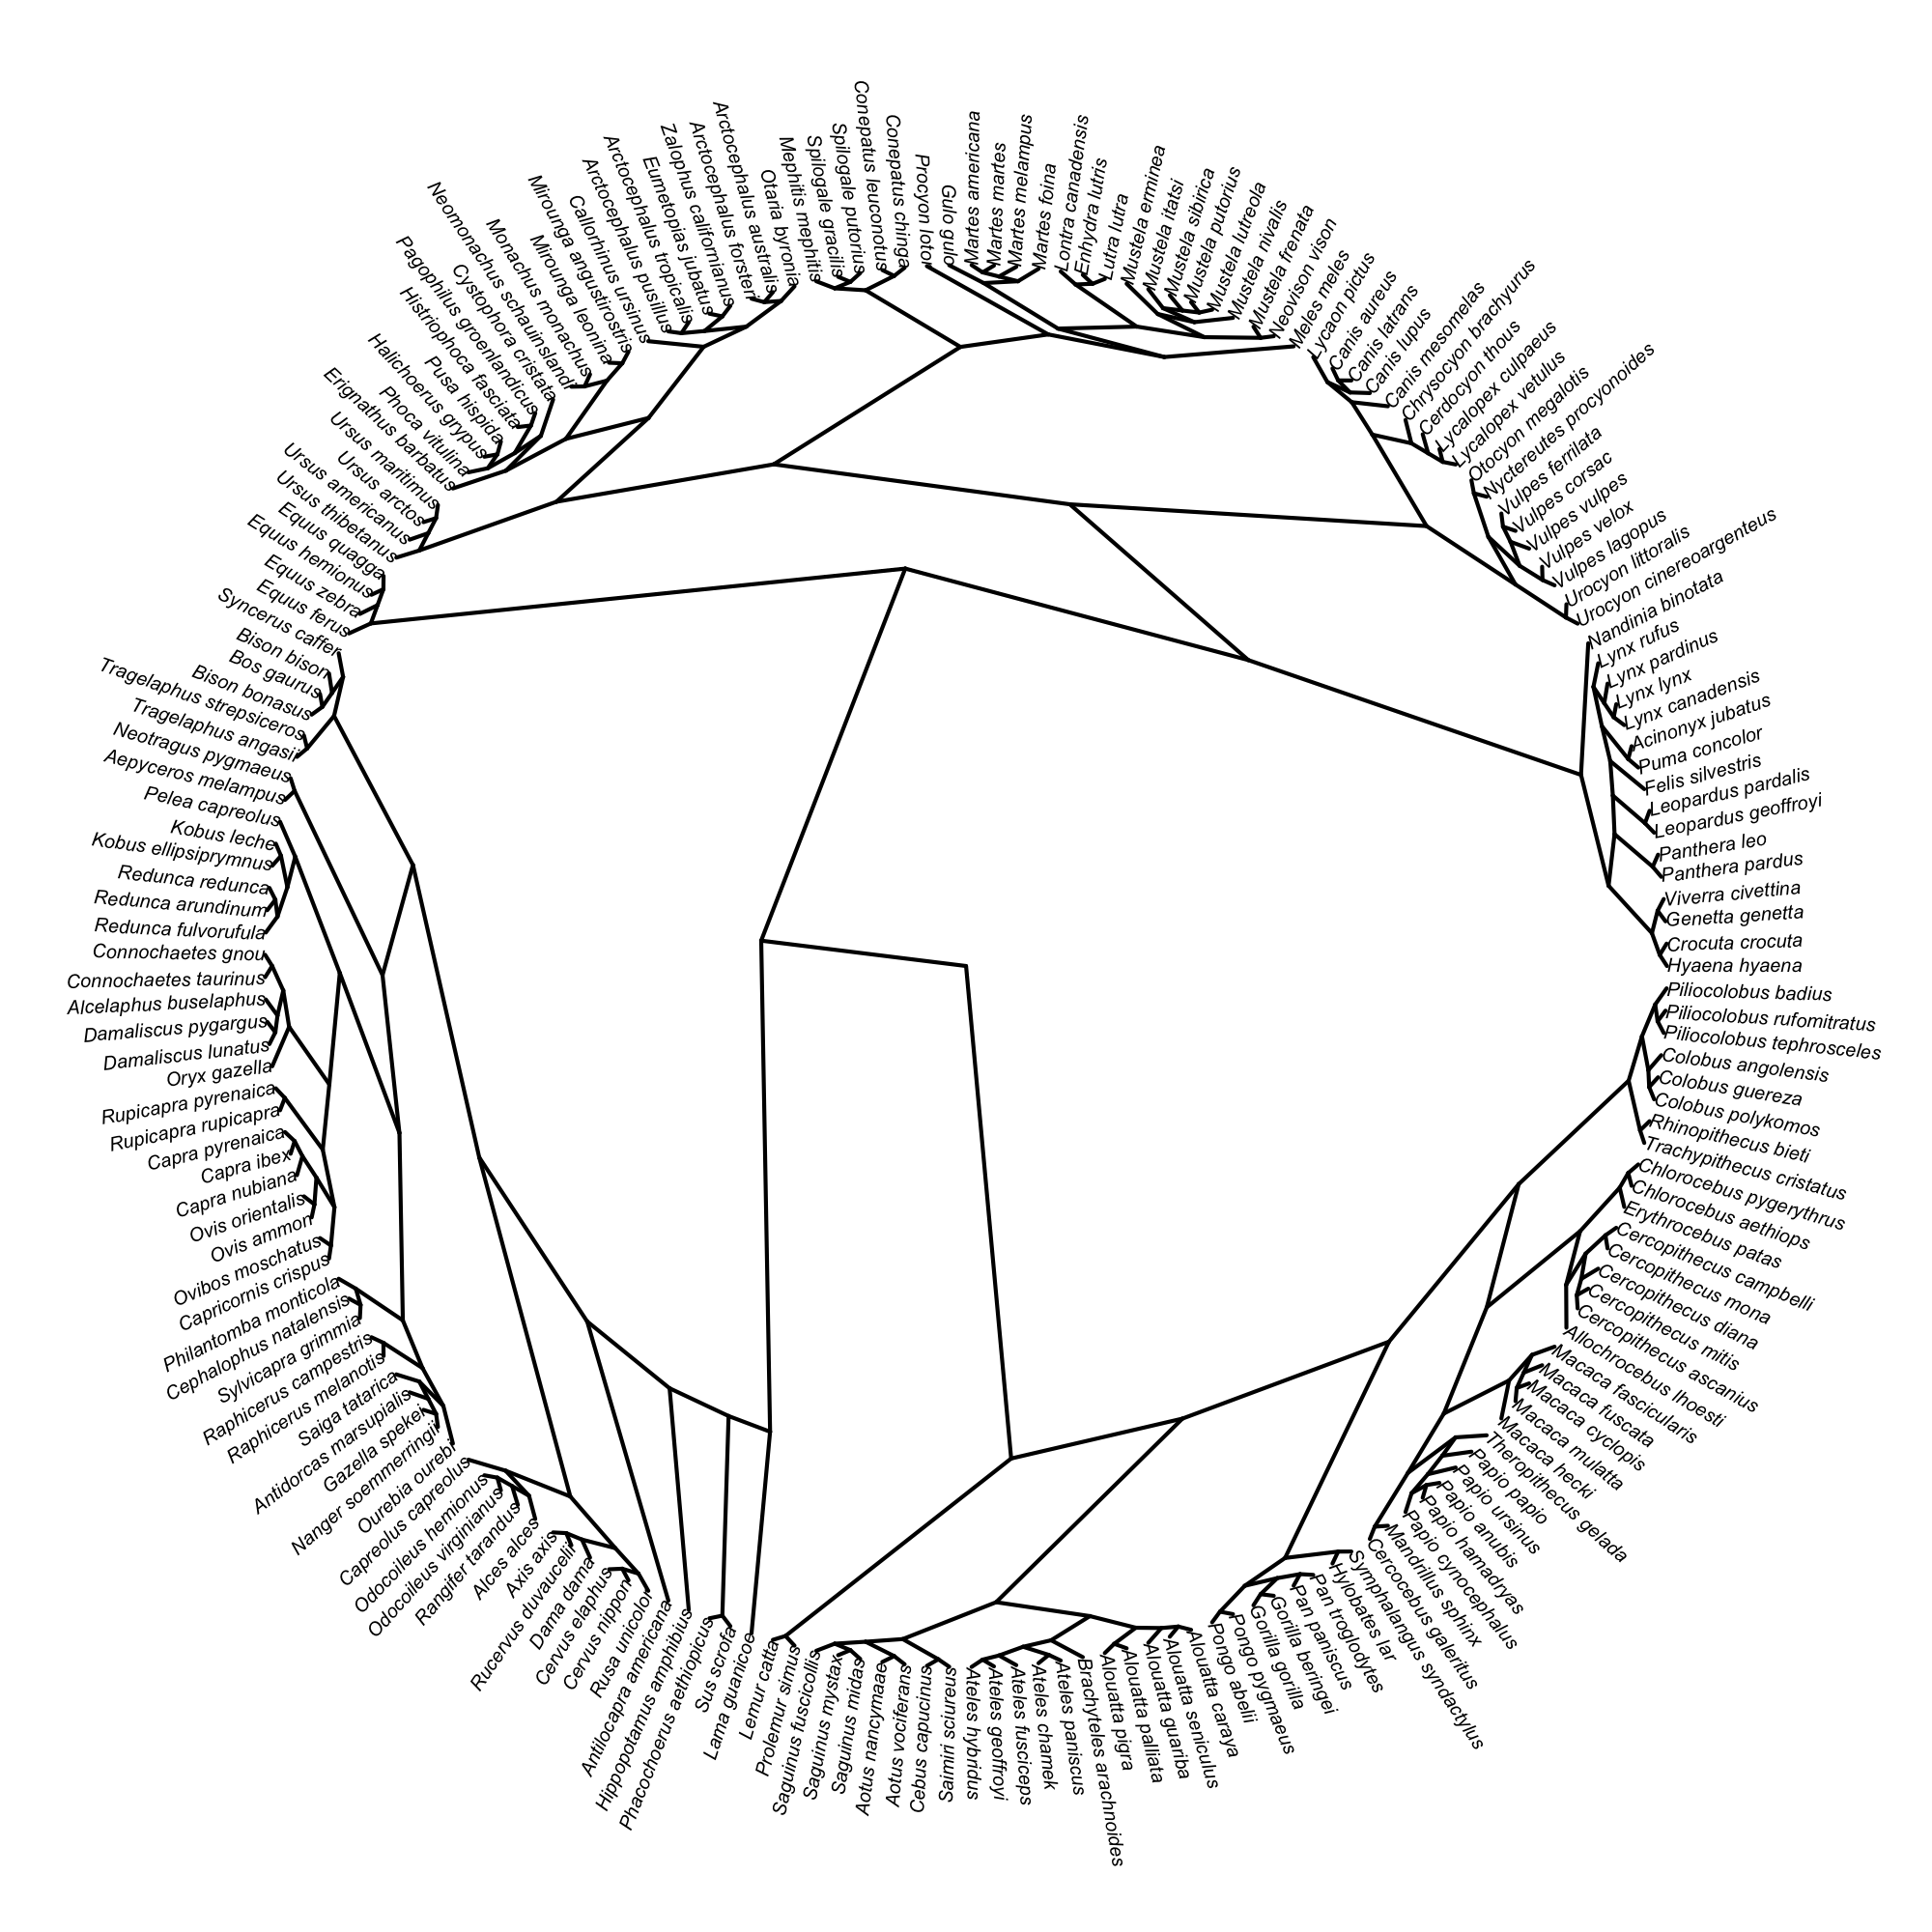 Hyaena hyaena
Crocuta crocuta
Genetta genetta
Viverra civettina
Panthera pardus
Panthera leo
Leopardus geoffroyi
Leopardus pardalis
Felis silvestris
Puma concolor
Acinonyx jubatus
Lynx canadensis
Lynx lynx
Lynx pardinus
Lynx rufus
Nandinia binotata
Urocyon cinereoargenteus
Urocyon littoralis
Vulpes lagopus
Vulpes velox
Vulpes vulpes
Vulpes corsac
Vulpes ferrilata
Nyctereutes procyonoides
Otocyon megalotis
Lycalopex vetulus
Lycalopex culpaeus
Cerdocyon thous
Chrysocyon brachyurus
Canis mesomelas
Canis lupus
Canis latrans
Canis aureus
Lycaon pictus
Meles meles
Neovison vison
Mustela frenata
Mustela nivalis
Mustela lutreola
Mustela putorius
Mustela sibirica
Mustela itatsi
Mustela erminea
Lutra lutra
Enhydra lutris
Lontra canadensis
Martes foina
Martes melampus
Martes martes
Martes americana
Gulo gulo
Procyon lotor
Conepatus chinga
Conepatus leuconotus
Spilogale putorius
Spilogale gracilis
Mephitis mephitis
Otaria byronia
Arctocephalus australis
Arctocephalus forsteri
Zalophus californianus
Eumetopias jubatus
Arctocephalus tropicalis
Arctocephalus pusillus
Callorhinus ursinus
Mirounga angustirostris
Mirounga leonina
Monachus monachus
Neomonachus schauinslandi
Cystophora cristata
Pagophilus groenlandicus
Histriophoca fasciata
Pusa hispida
Halichoerus grypus
Phoca vitulina
Erignathus barbatus
Ursus maritimus
Ursus arctos
Ursus americanus
Ursus thibetanus
Equus quagga
Equus hemionus
Equus zebra
Equus ferus
Syncerus caffer
Bison bison
Bos gaurus
Bison bonasus
Tragelaphus strepsiceros
Tragelaphus angasii
Neotragus pygmaeus
Aepyceros melampus
Pelea capreolus
Kobus leche
Kobus ellipsiprymnus
Redunca redunca
Redunca arundinum
Redunca fulvorufula
Connochaetes gnou
Connochaetes taurinus
Alcelaphus buselaphus
Damaliscus pygargus
Damaliscus lunatus
Oryx gazella
Rupicapra pyrenaica
Rupicapra rupicapra
Capra pyrenaica
Capra ibex
Capra nubiana
Ovis orientalis
Ovis ammon
Ovibos moschatus
Capricornis crispus
Philantomba monticola
Cephalophus natalensis
Sylvicapra grimmia
Raphicerus campestris
Raphicerus melanotis
Saiga tatarica
Antidorcas marsupialis
Gazella spekei
Nanger soemmerringii
Ourebia ourebi
Capreolus capreolus
Odocoileus hemionus
Odocoileus virginianus
Rangifer tarandus
Alces alces
Axis axis
Rucervus duvaucelii
Dama dama
Cervus elaphus
Cervus nippon
Rusa unicolor
Antilocapra americana
Hippopotamus amphibius
Phacochoerus aethiopicus
Sus scrofa
Lama guanicoe
Lemur catta
Prolemur simus
Saguinus fuscicollis
Saguinus mystax
Saguinus midas
Aotus nancymaae
Aotus vociferans
Cebus capucinus
Saimiri sciureus
Ateles hybridus
Ateles geoffroyi
Ateles fusciceps
Ateles chamek
Ateles paniscus
Brachyteles arachnoides
Alouatta pigra
Alouatta palliata
Alouatta guariba
Alouatta seniculus
Alouatta caraya
Pongo abelii
Pongo pygmaeus
Gorilla gorilla
Gorilla beringei
Pan paniscus
Pan troglodytes
Hylobates lar
Symphalangus syndactylus
Cercocebus galeritus
Mandrillus sphinx
Papio cynocephalus
Papio hamadryas
Papio anubis
Papio ursinus
Papio papio
Theropithecus gelada
Macaca hecki
Macaca mulatta
Macaca cyclopis
Macaca fuscata
Macaca fascicularis
Allochrocebus lhoesti
Cercopithecus ascanius
Cercopithecus mitis
Cercopithecus diana
Cercopithecus mona
Cercopithecus campbelli
Erythrocebus patas
Chlorocebus aethiops
Chlorocebus pygerythrus
Trachypithecus cristatus
Rhinopithecus bieti
Colobus polykomos
Colobus guereza
Colobus angolensis
Piliocolobus tephrosceles
Piliocolobus rufomitratus
Piliocolobus badius